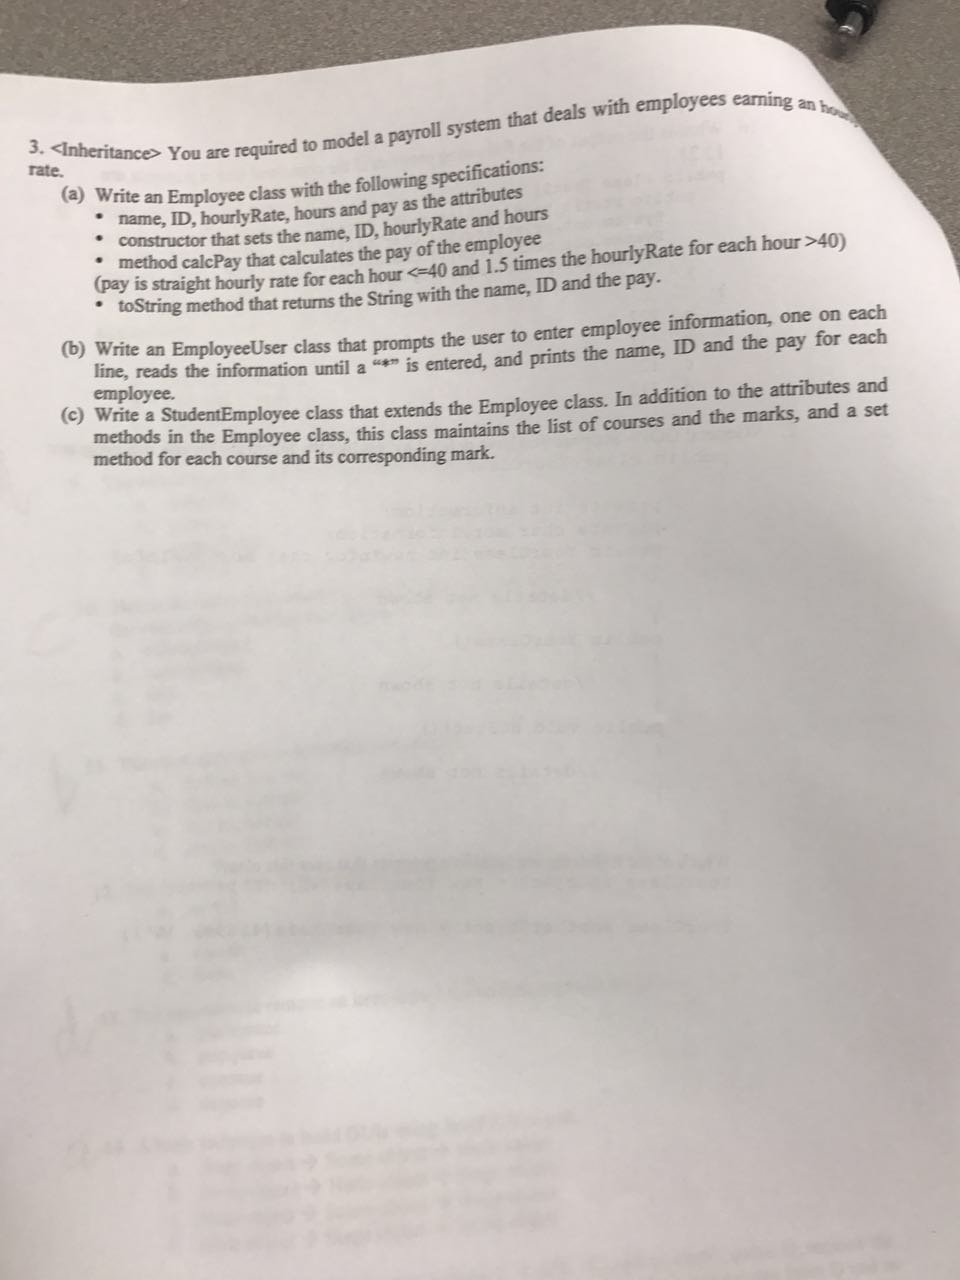 3. <Inheritance> You are required to model a payroll system that deals with employees earning an
rate.
(a) Write an Employee class with the following specifications:
• name, ID, hourlyRate, hours and pay as the attributes
• constructor that sets the name, ID, hourlyRate and hours
• method calcPay that calculates the pay of the employee
(pay is straight hourly rate for each hour <=40 and 1.5 times the hourlyRate for each hour >40)
• toString method that returns the String with the name, ID and the pay.
(b) Write an EmployeeUser class that prompts the user to enter employee information, one on each
line, reads the information until a “*” is entered, and prints the name, ID and the pay for each
employee.
(c) Write a StudentEmployee class that extends the Employee class. In addition to the attributes and
methods in the Employee class, this class maintains the list of courses and the marks, and a set
method for each course and its corresponding mark.